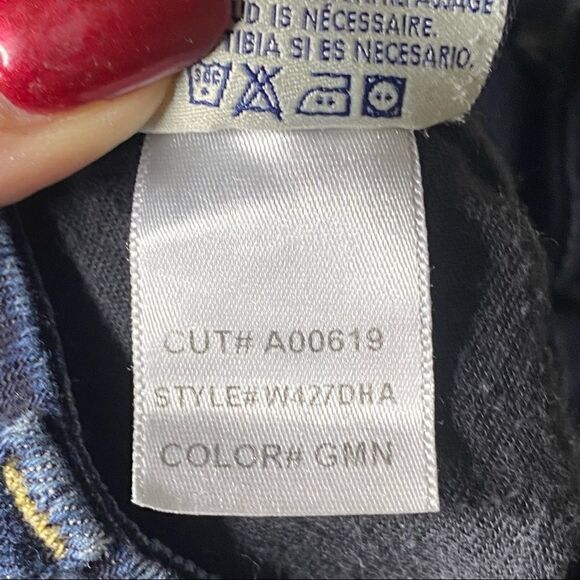 UD IS NÉCESSAIRE.
TIBIA SI ES NECESARIO.
CUT# A00619
STYLE# W427DHA
COLOR# GMN